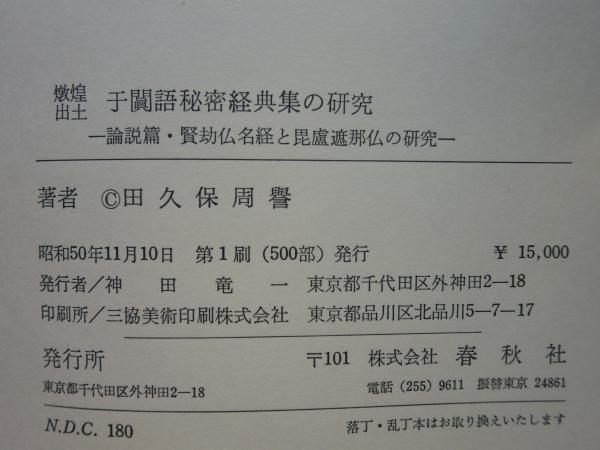 燉煌出土 于闐語秘密経典集の研究
―論説篇・賢劫仏名経と毘盧遮那仏の研究―
著者 ©田久保周譽
昭和50年11月10日 第1刷(500部)発行 ¥ 15,000
発行者/神田竜一 東京都千代田区外神田2―18
印刷所/三協美術印刷株式会社 東京都品川区北品川5―7―17
発行所 〒101 株式会社 春秋社
東京都千代田区外神田2―18 電話(255)9611 振替東京 24861
N.D.C. 180 落丁・乱丁本はお取り換えいたします